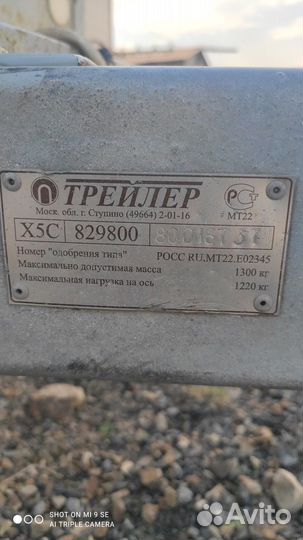 ТРЕЙЛЕР
Моск. обл. г. Ступино (49664) 2-01-16
МТ22
X5C 829800
Номер "одобрения типа" РОСС RU.MT22.E02345
Максимально допустимая масса 1300 кг
Максимальная нагрузка на ось 1220 кг
SHOT ON MI 9 SE
AI TRIPLE CAMERA
Avito